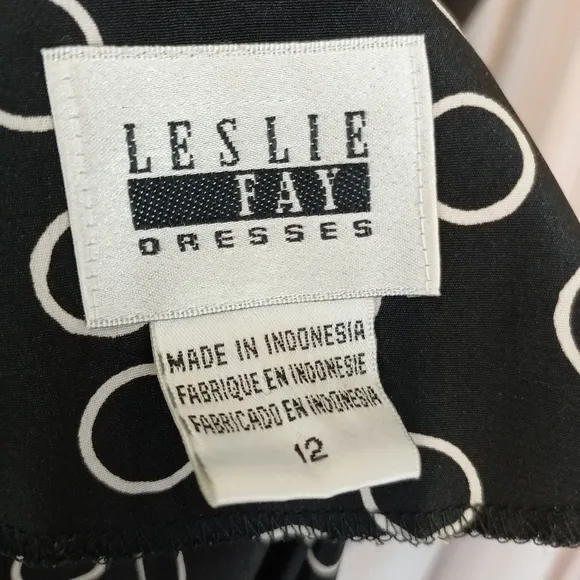 LESLIE
FAY
DRESSES
MADE IN INDONESIA
FABRIQUE EN INDONESIE
FABRICADO EN INDONESIA
12